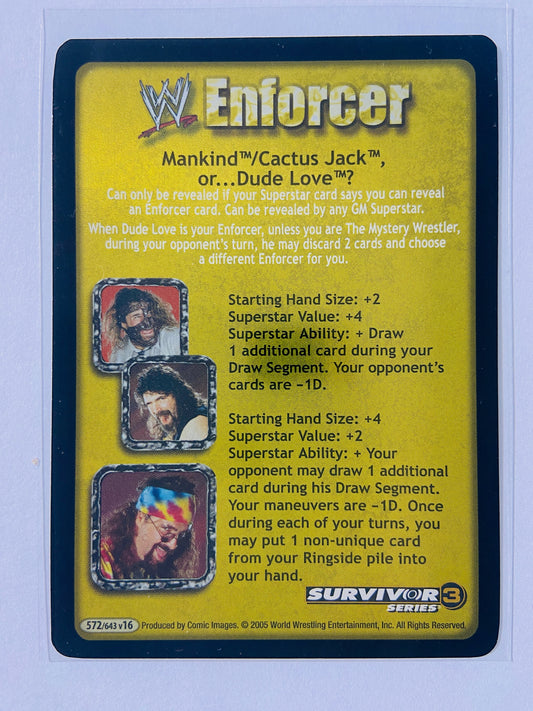 W Enforcer
Mankind™/Cactus Jack™,
or...Dude Love™?
Can only be revealed if your Superstar card says you can reveal
an Enforcer card. Can be revealed by any GM Superstar.
When Dude Love is your Enforcer, unless you are The Mystery Wrestler,
during your opponent's turn, he may discard 2 cards and choose
a different Enforcer for you.
Starting Hand Size: +2
Superstar Value: +4
Superstar Ability: + Draw
1 additional card during your
Draw Segment. Your opponent's
cards are −1D.
Starting Hand Size: +4
Superstar Value: +2
Superstar Ability: + Your
opponent may draw 1 additional
card during his Draw Segment.
Your maneuvers are −1D. Once
during each of your turns, you
may put 1 non-unique card
from your Ringside pile into
your hand.
SURVIVOR 3
SERIES
572/643 v16 Produced by Comic Images. © 2005 World Wrestling Entertainment, Inc. All Rights Reserved.